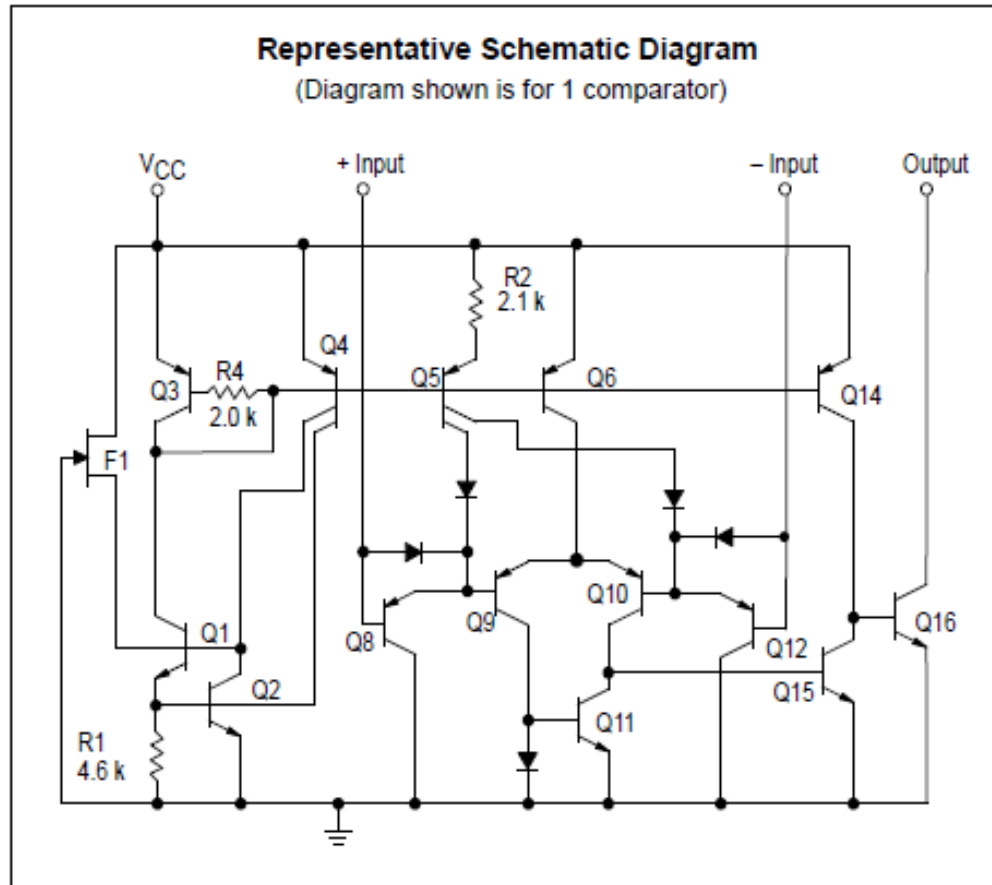 Representative Schematic Diagram
(Diagram shown is for 1 comparator)
VCC
+ Input
– Input
Output
R2
2.1 k
Q4
Q3
R4
2.0 k
Q5
Q6
Q14
F1
Q1
Q8
Q9
Q10
Q12
Q16
Q2
Q15
Q11
R1
4.6 k